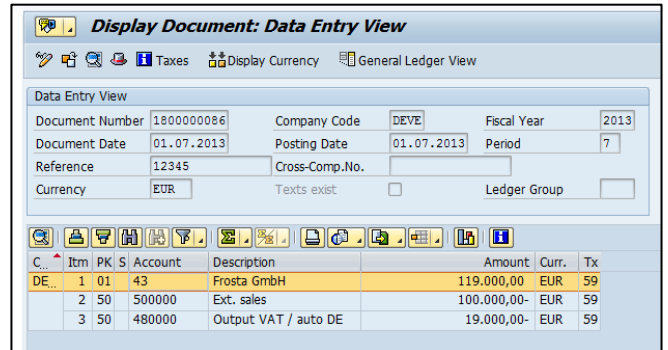 Display Document: Data Entry View
Taxes Display Currency General Ledger View
Data Entry View
Document Number 1800000086 Company Code DEVE Fiscal Year 2013
Document Date 01.07.2013 Posting Date 01.07.2013 Period 7
Reference 12345 Cross-Comp.No.
Currency EUR Texts exist Ledger Group
C... Itm PK S Account Description Amount Curr. Tx
DE... 1 01 43 Frosta GmbH 119.000,00 EUR 59
2 50 500000 Ext. sales 100.000,00- EUR 59
3 50 480000 Output VAT / auto DE 19.000,00- EUR 59